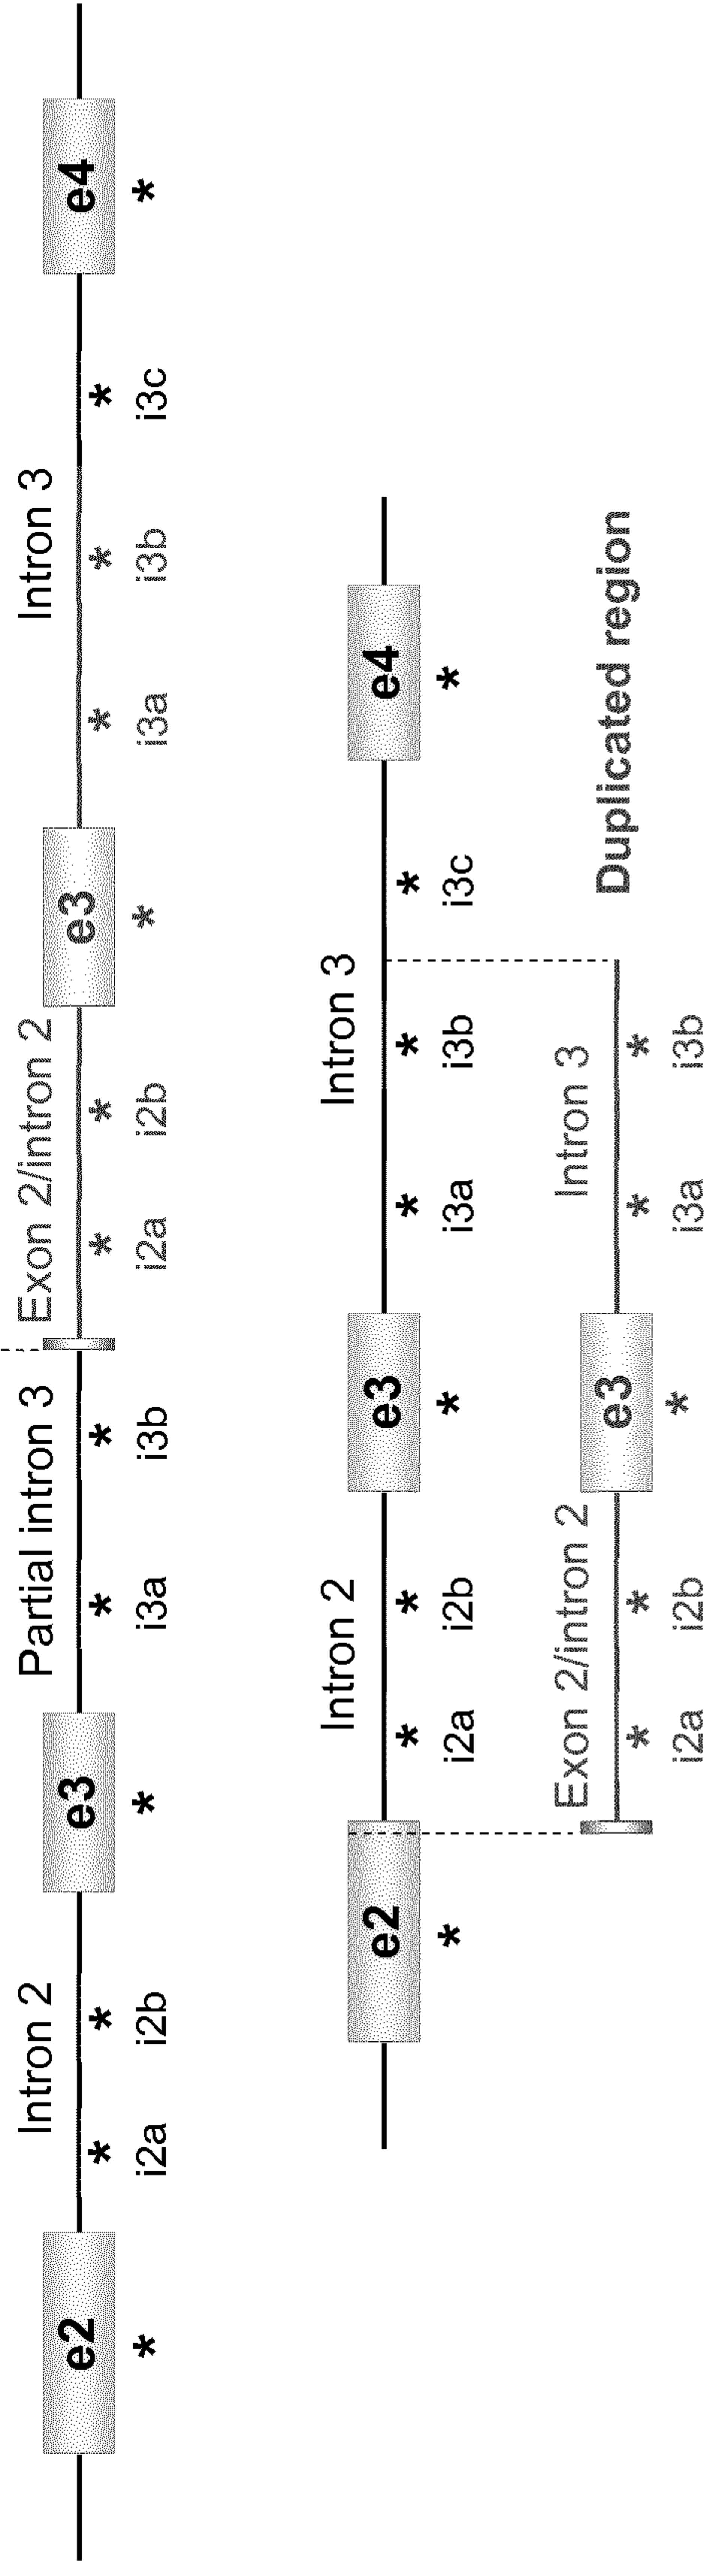 Intron 2 Partial intron 3 Exon 2/intron 2 Intron 3
e2 e3 e3 e4
* * * * * * * * * * * *
i2a i2b i3a i3b i2a i2b i3a i3b i3c
Intron 2 Intron 3
e2 e3 e4
* * * * * * * *
i2a i2b i3a i3b i3c
Exon 2/intron 2 Intron 3 Duplicated region
e3
* * * * *
i2a i2b i3a i3b